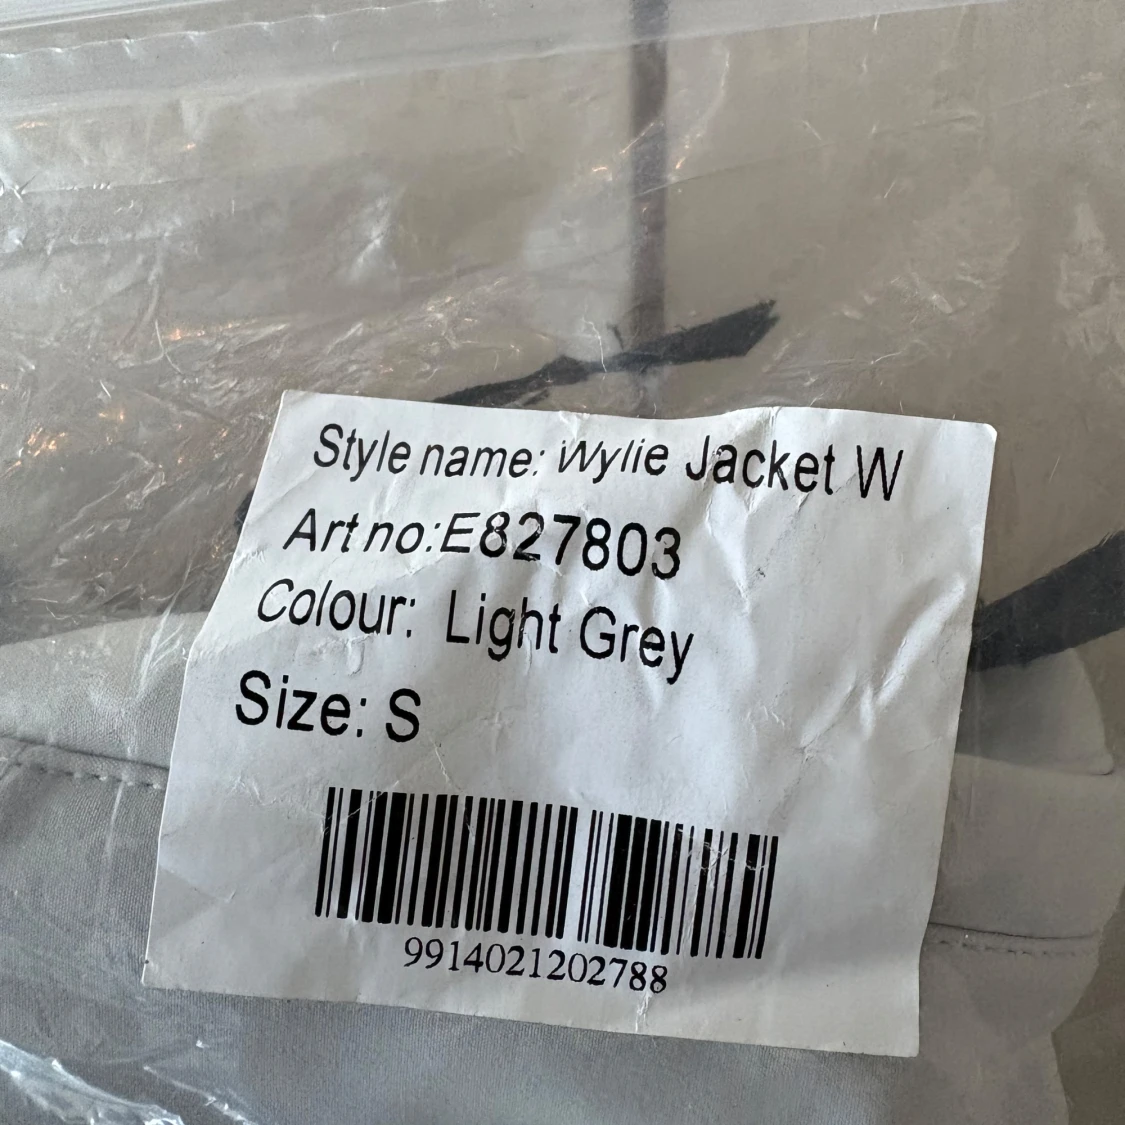 Style name: Wylie Jacket W
Art no:E827803
Colour: Light Grey
Size: S
9914021202788